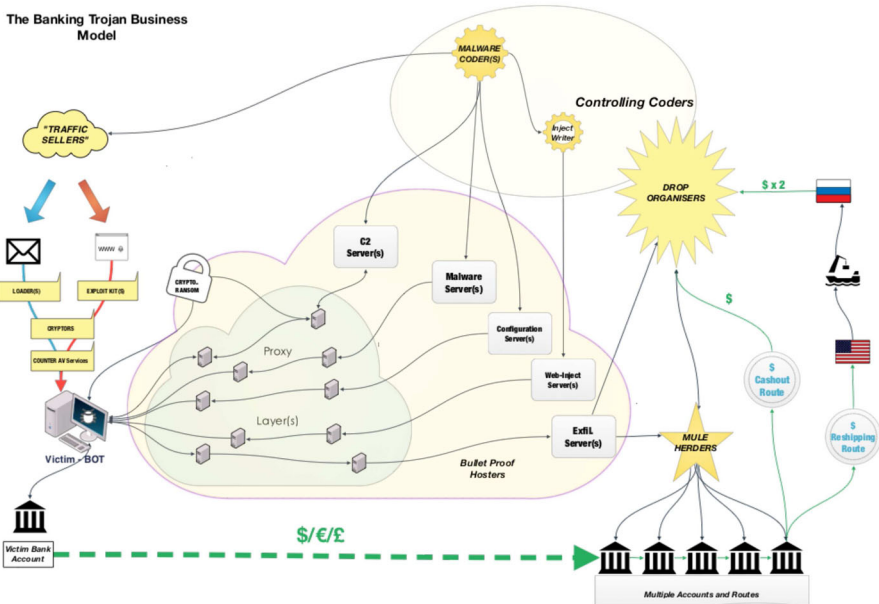 The Banking Trojan Business
Model
MALWARE
CODER(S)
Controlling Coders
Inject
Writer
"TRAFFIC
SELLERS"
DROP
ORGANISERS
$ x 2
C2
Server(s)
WWW
CRYPTO..
RANSOM
Malware
Server(s)
LOADER(S)
EXPLOIT KIT(S)
$
CRYPTORS
Configuration
Server(s)
COUNTER AV Services
Proxy
Web-Inject
Server(s)
$
Cashout
Route
Layer(s)
Exfil
Server(s)
MULE
HERDERS
$
Reshipping
Route
Victim - BOT
Bullet Proof
Hosters
$/€/£
Victim Bank
Account
Multiple Accounts and Routes